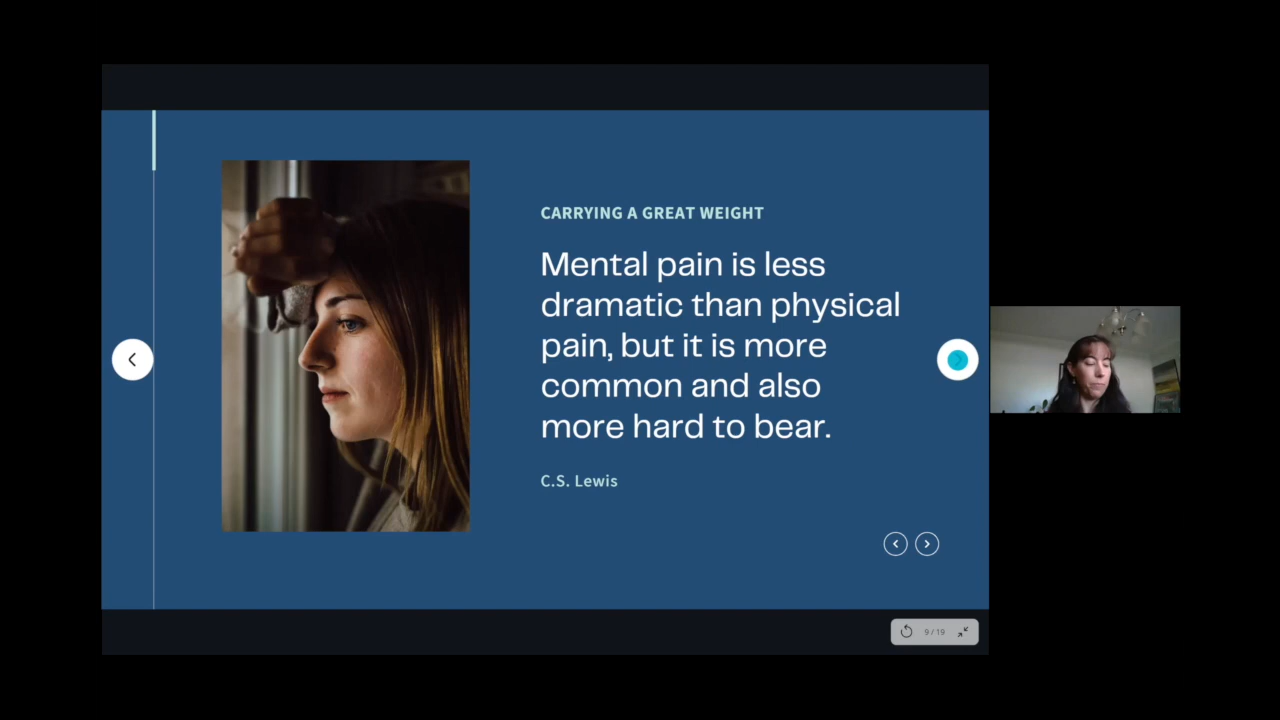 CARRYING A GREAT WEIGHT
Mental pain is less
dramatic than physical
pain, but it is more
common and also
more hard to bear.
C.S. Lewis
9 / 19